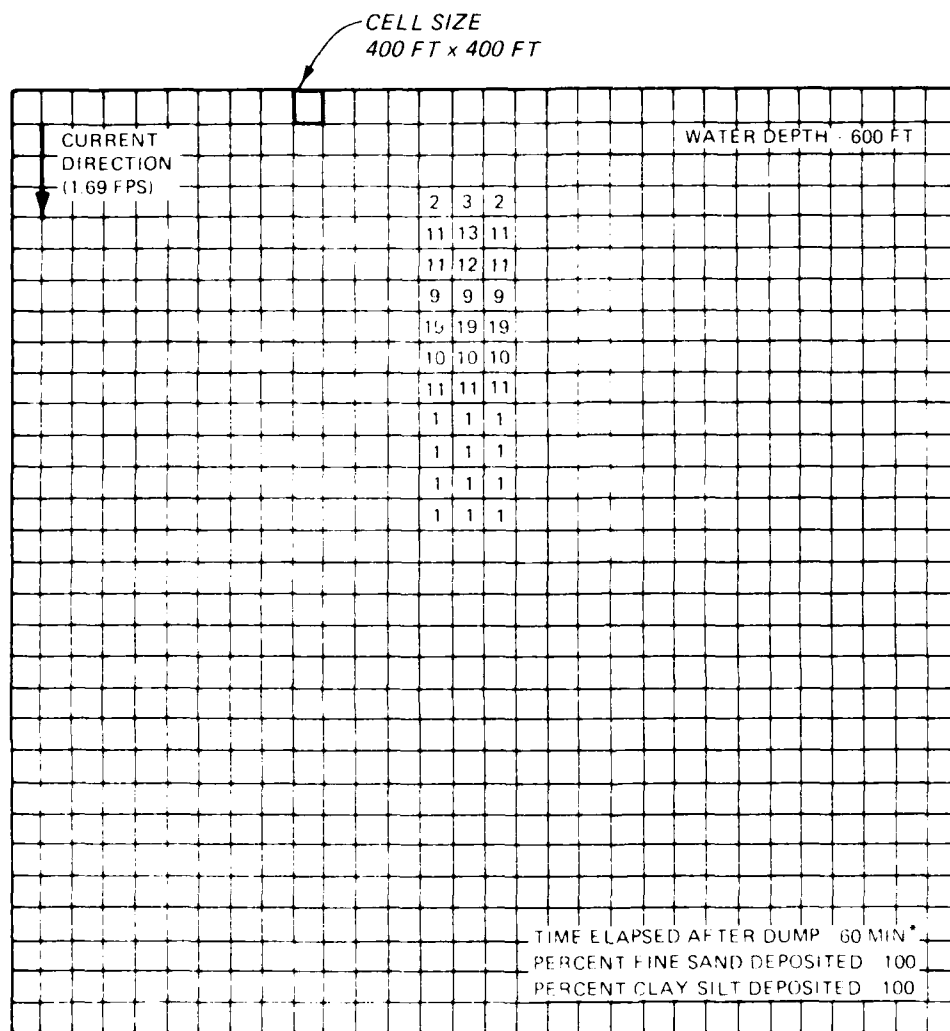 CELL SIZE
400 FT x 400 FT
CURRENT
DIRECTION
(1.69 FPS)
WATER DEPTH - 600 FT
2 3 2
11 13 11
11 12 11
9 9 9
19 19 19
10 10 10
11 11 11
1 1 1
1 1 1
1 1 1
1 1 1
TIME ELAPSED AFTER DUMP 60 MIN*
PERCENT FINE SAND DEPOSITED 100
PERCENT CLAY SILT DEPOSITED 100